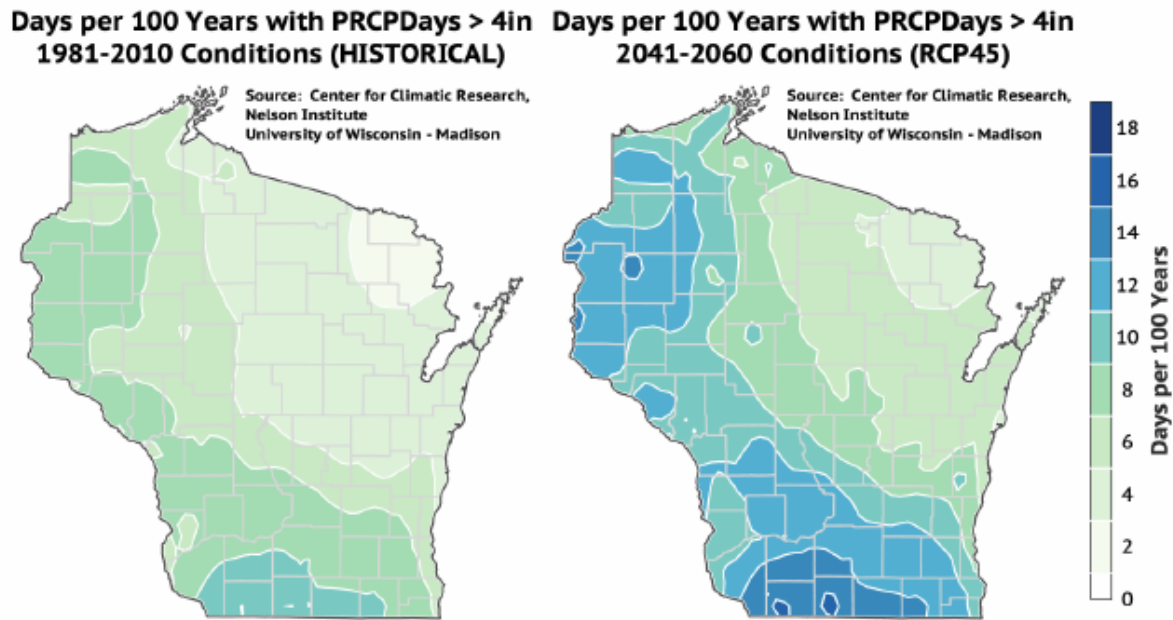 Days per 100 Years with PRCPDays > 4in
1981-2010 Conditions (HISTORICAL)
Source: Center for Climatic Research,
Nelson Institute
University of Wisconsin - Madison
Days per 100 Years with PRCPDays > 4in
2041-2060 Conditions (RCP45)
Source: Center for Climatic Research,
Nelson Institute
University of Wisconsin - Madison
18
16
14
12
10
8
6
4
2
0
Days per 100 Years